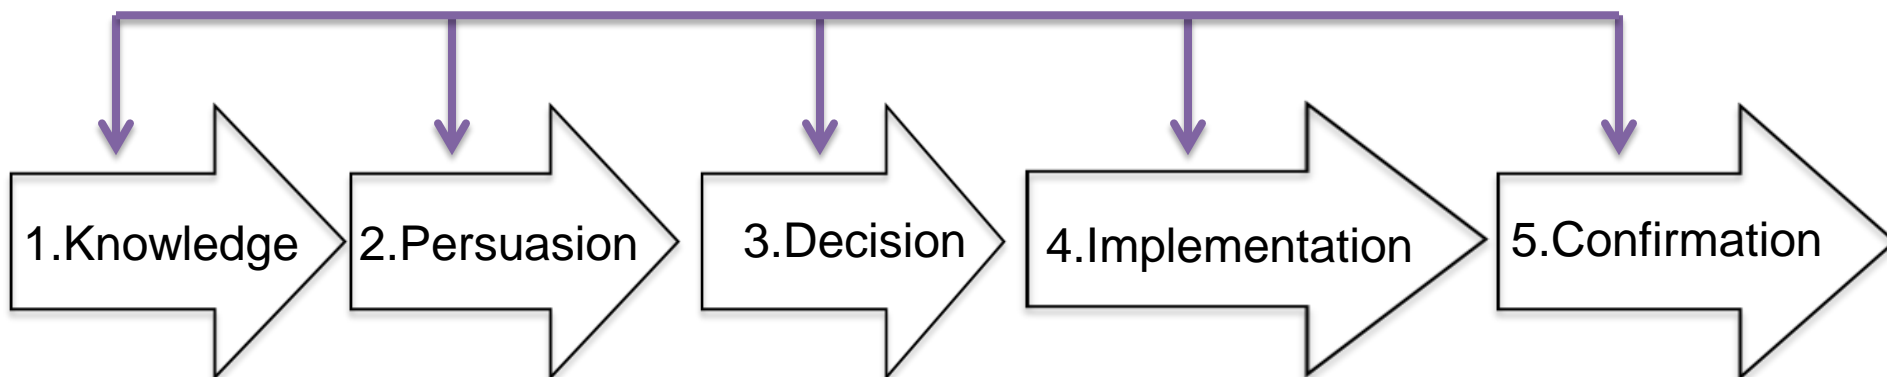 1.Knowledge
2.Persuasion
3.Decision
4.Implementation
5.Confirmation